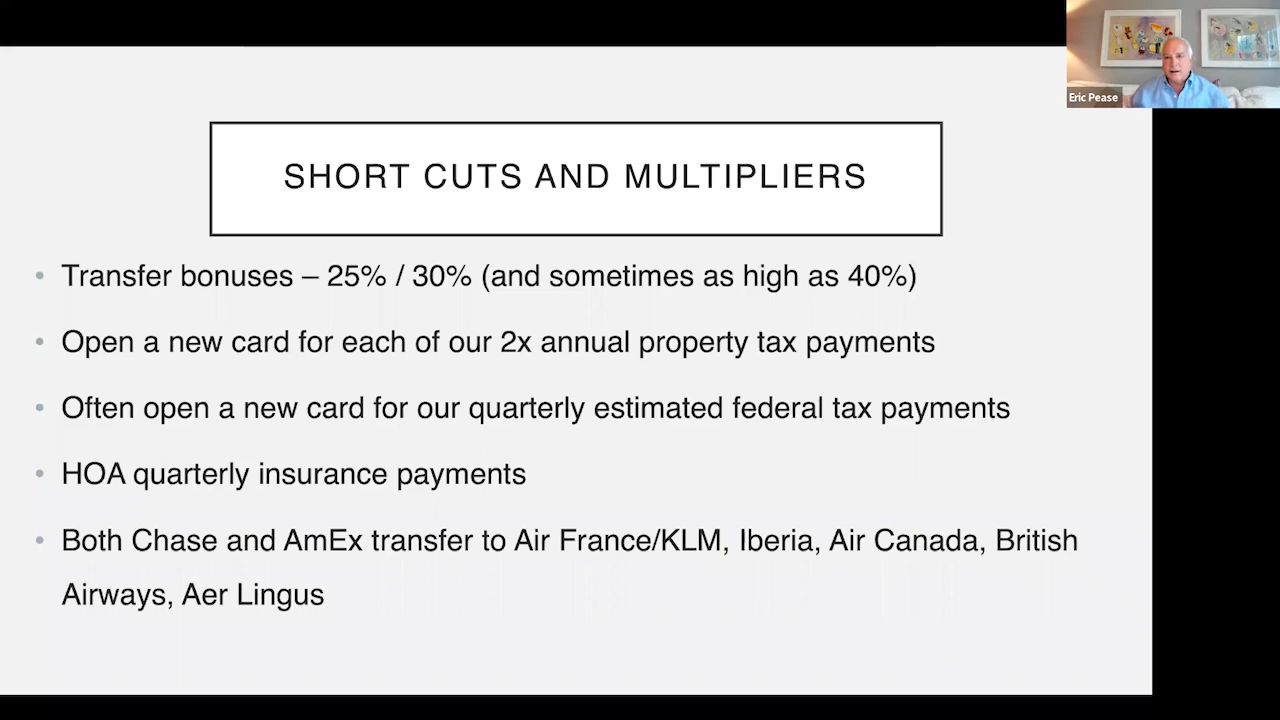 Eric Pease
SHORT CUTS AND MULTIPLIERS
• Transfer bonuses – 25% / 30% (and sometimes as high as 40%)
• Open a new card for each of our 2x annual property tax payments
• Often open a new card for our quarterly estimated federal tax payments
• HOA quarterly insurance payments
• Both Chase and AmEx transfer to Air France/KLM, Iberia, Air Canada, British
Airways, Aer Lingus